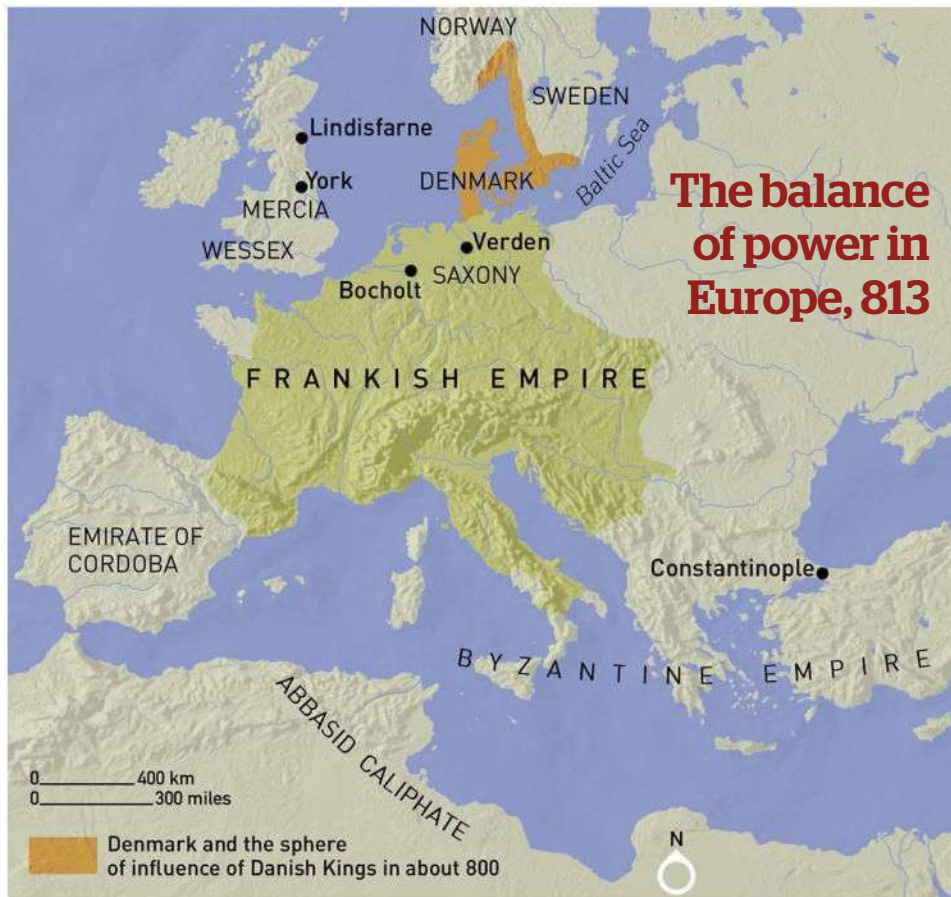 NORWAY
SWEDEN
Baltic Sea
Lindisfarne
York
MERCIA
WESSEX
DENMARK
The balance
of power in
Europe, 813
Verden
SAXONY
Bocholt
FRANKISH EMPIRE
EMIRATE OF
CORDOBA
Constantinople
BYZANTINE EMPIRE
ABBASID CALIPHATE
0 400 km
0 300 miles
N
Denmark and the sphere
of influence of Danish Kings in about 800